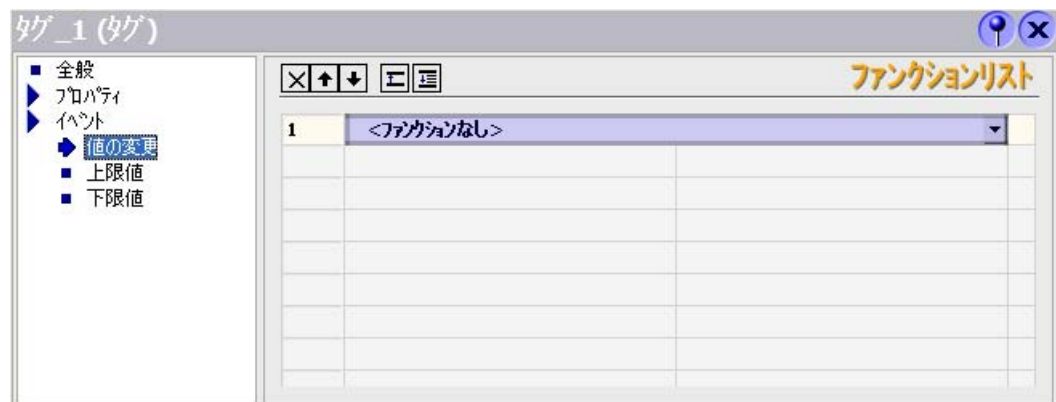 ﾀｸﾞ_1 (ﾀｸﾞ)
全般
ﾌﾟﾛﾊﾟﾃｨ
ｲﾍﾞﾝﾄ
値の変更
上限値
下限値
ファンクションリスト
1 <ﾌｧﾝｸｼｮﾝなし>